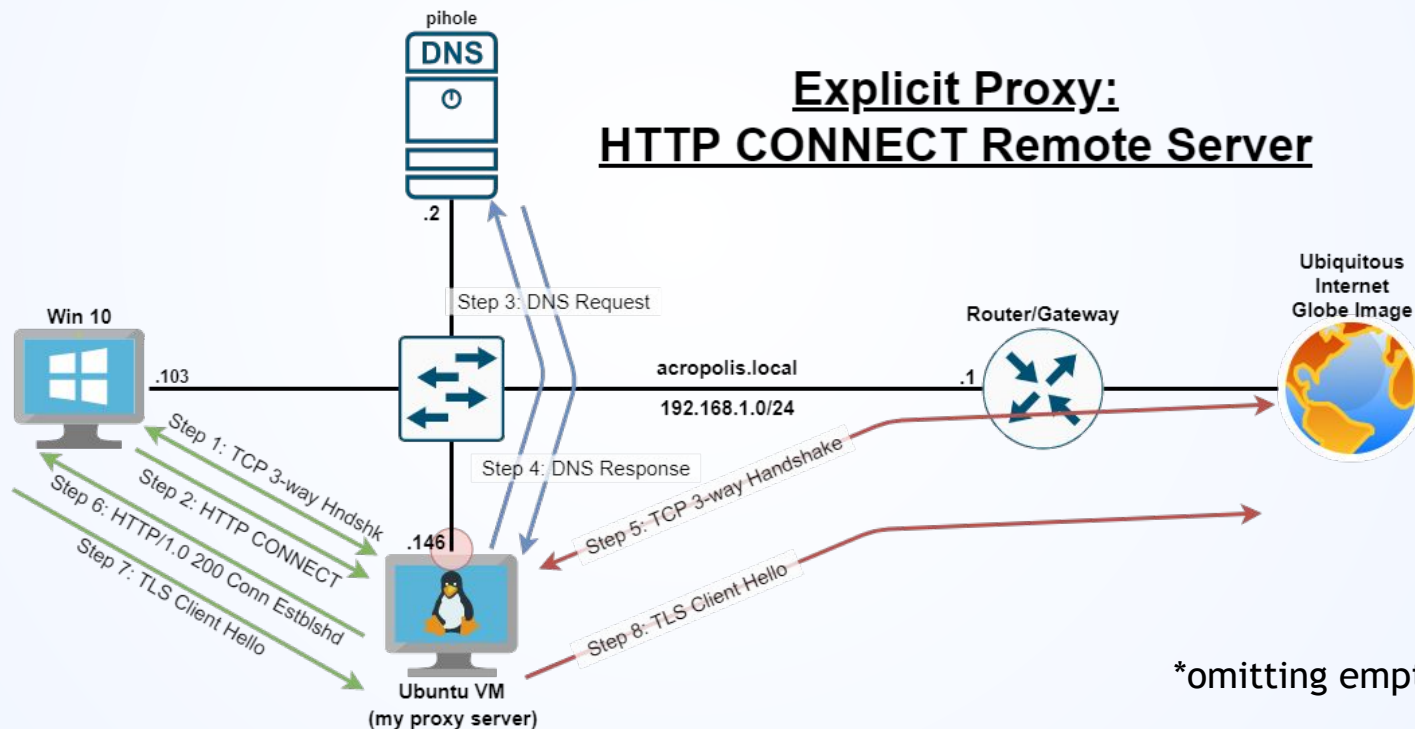 pihole
DNS
Explicit Proxy:
HTTP CONNECT Remote Server
.2
Step 3: DNS Request
Ubiquitous
Internet
Globe Image
Win 10
Router/Gateway
.103
acropolis.local
.1
192.168.1.0/24
Step 1: TCP 3-way Hndshk
Step 2: HTTP CONNECT
Step 6: HTTP/1.0 200 Conn Estblshd
Step 7: TLS Client Hello
Step 4: DNS Response
Step 5: TCP 3-way Handshake
.146
Step 8: TLS Client Hello
Ubuntu VM
(my proxy server)
*omitting